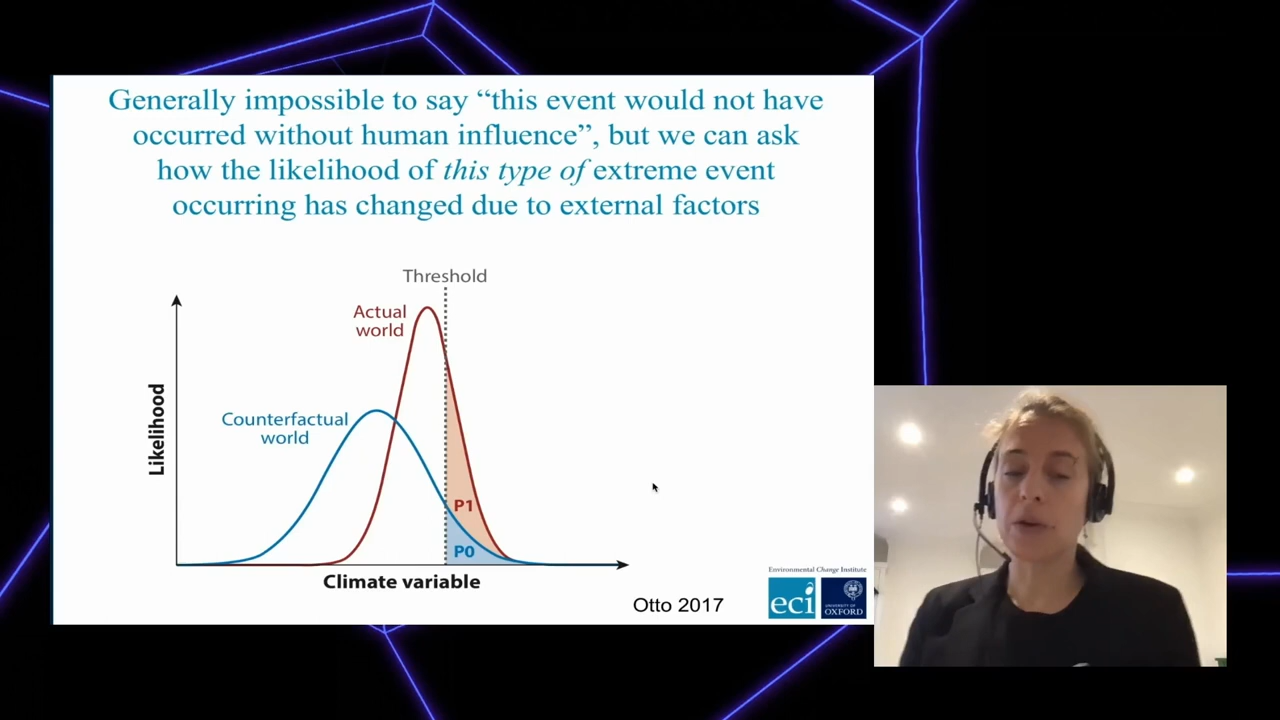 Generally impossible to say “this event would not have
occurred without human influence”, but we can ask
how the likelihood of this type of extreme event
occurring has changed due to external factors
Threshold
Actual
world
Counterfactual
world
Likelihood
P1
P0
Climate variable
Otto 2017
Environmental Change Institute
eci
UNIVERSITY OF
OXFORD